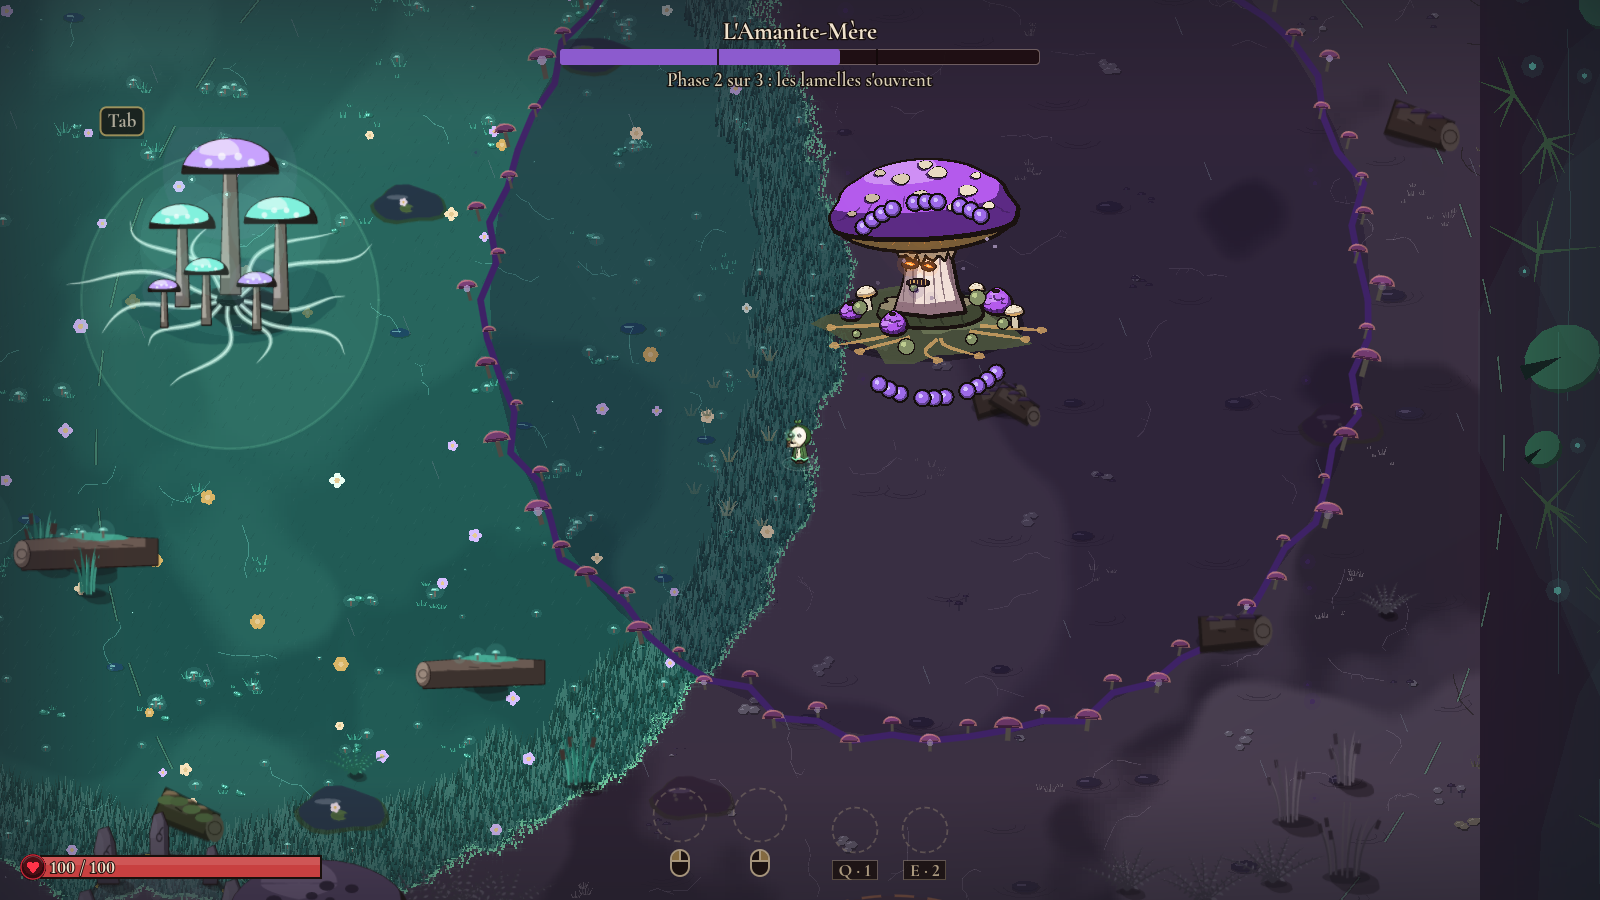 L'Amanite-Mère
Phase 2 sur 3 : les lamelles s'ouvrent
Tab
100 / 100
Q · 1
E · 2